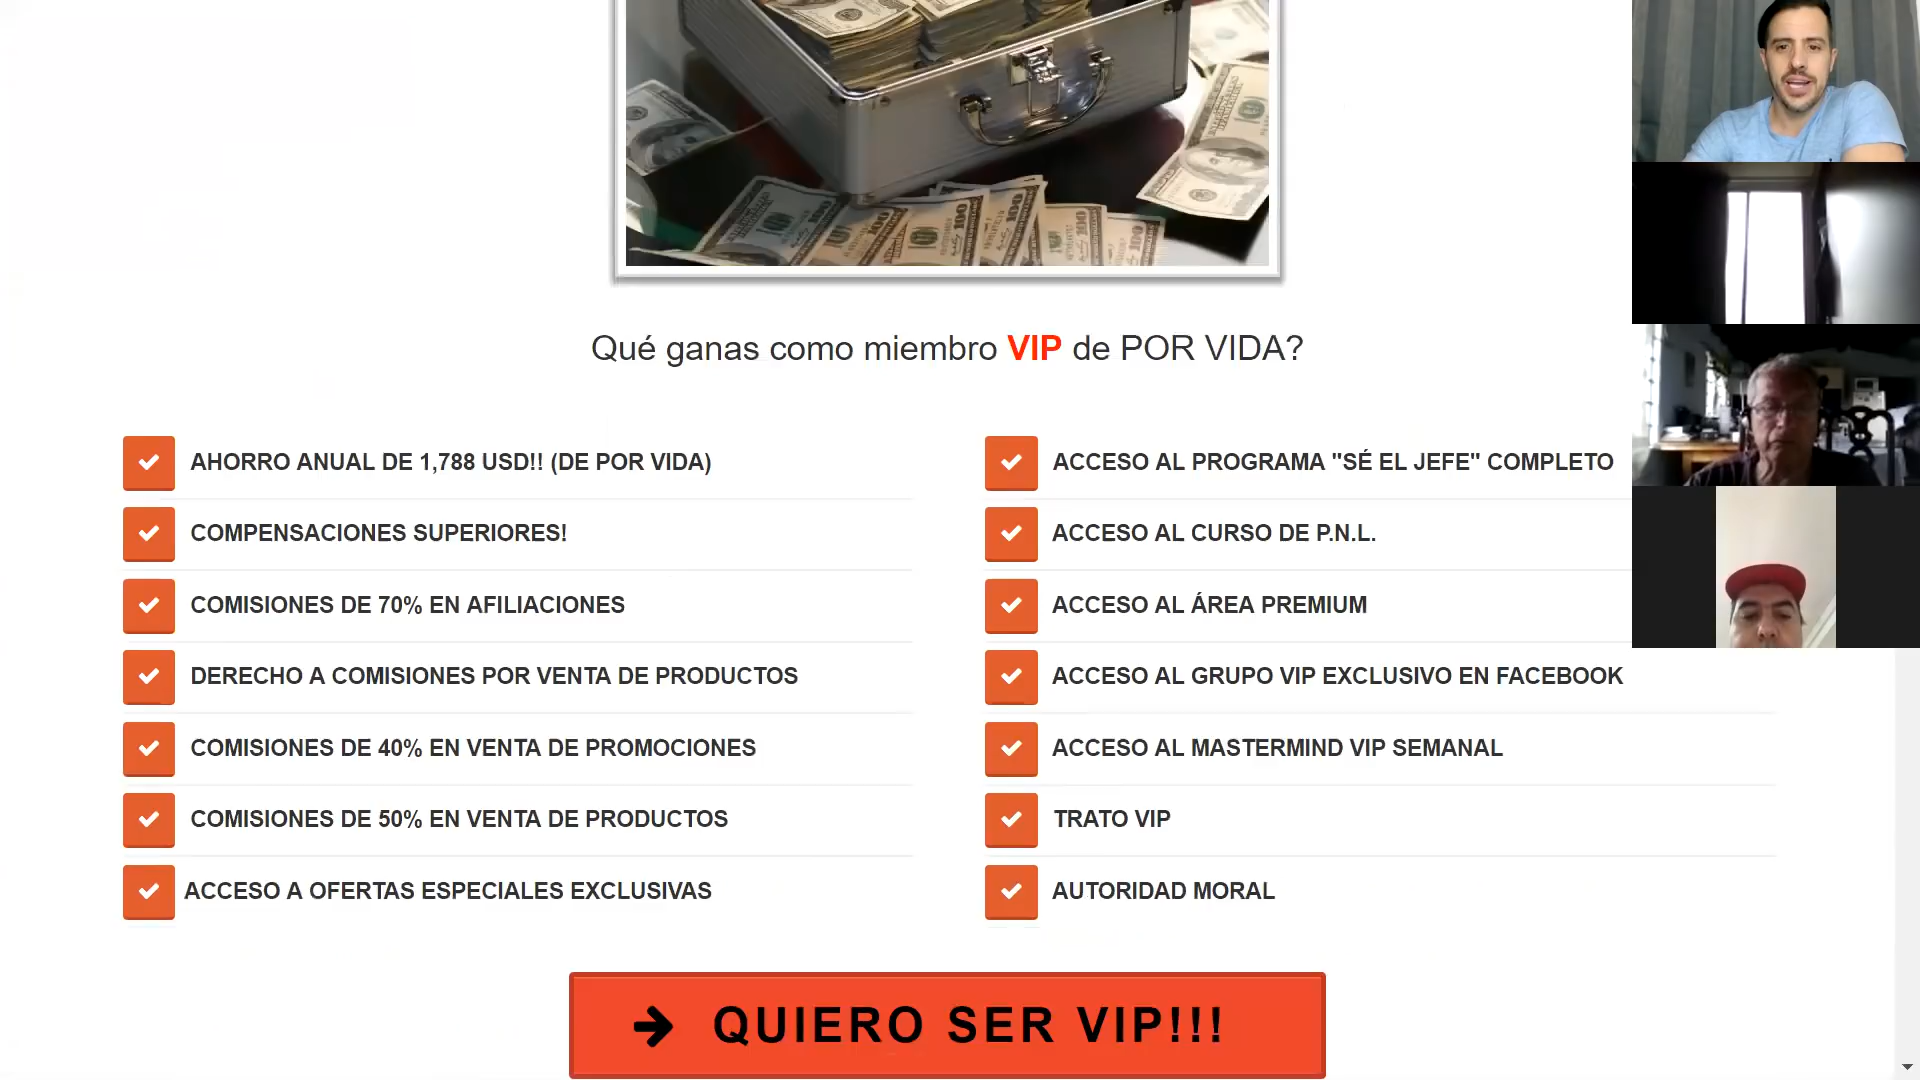 Qué ganas como miembro VIP de POR VIDA?
AHORRO ANUAL DE 1,788 USD!! (DE POR VIDA)
COMPENSACIONES SUPERIORES!
COMISIONES DE 70% EN AFILIACIONES
DERECHO A COMISIONES POR VENTA DE PRODUCTOS
COMISIONES DE 40% EN VENTA DE PROMOCIONES
COMISIONES DE 50% EN VENTA DE PRODUCTOS
ACCESO A OFERTAS ESPECIALES EXCLUSIVAS
ACCESO AL PROGRAMA "SÉ EL JEFE" COMPLETO
ACCESO AL CURSO DE P.N.L.
ACCESO AL ÁREA PREMIUM
ACCESO AL GRUPO VIP EXCLUSIVO EN FACEBOOK
ACCESO AL MASTERMIND VIP SEMANAL
TRATO VIP
AUTORIDAD MORAL
QUIERO SER VIP!!!